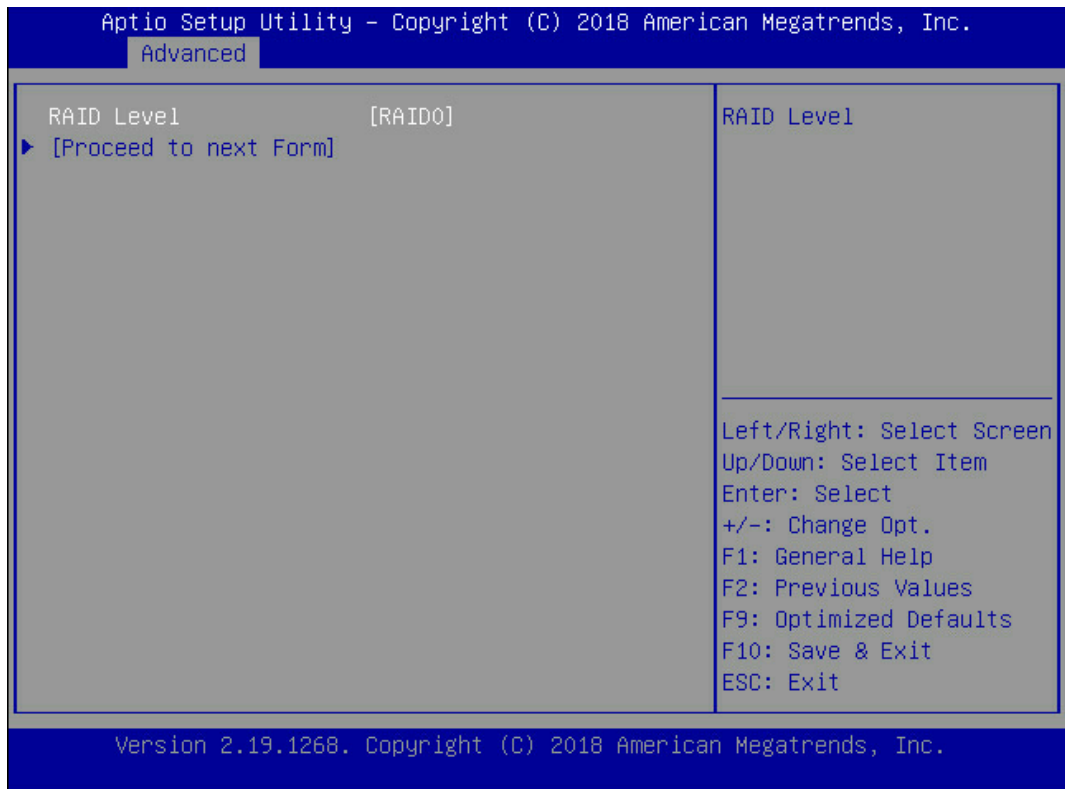 Aptio Setup Utility – Copyright (C) 2018 American Megatrends, Inc.
Advanced
RAID Level [RAID0]
[Proceed to next Form]
RAID Level
Left/Right: Select Screen
Up/Down: Select Item
Enter: Select
+/-: Change Opt.
F1: General Help
F2: Previous Values
F9: Optimized Defaults
F10: Save & Exit
ESC: Exit
Version 2.19.1268. Copyright (C) 2018 American Megatrends, Inc.